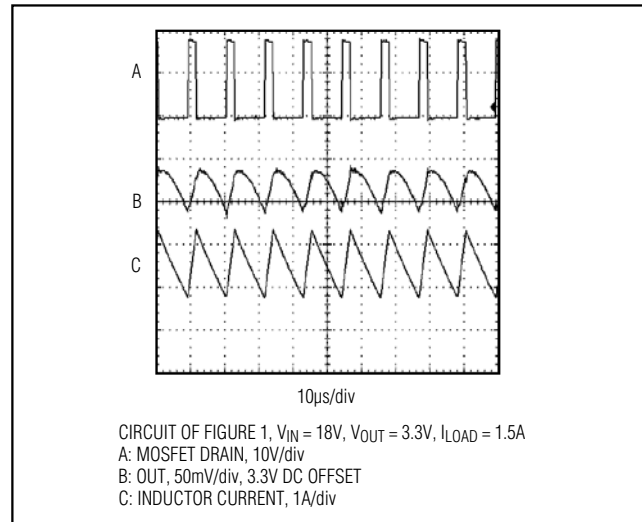 A
B
C
10µs/div
CIRCUIT OF FIGURE 1, VIN = 18V, VOUT = 3.3V, ILOAD = 1.5A
A: MOSFET DRAIN, 10V/div
B: OUT, 50mV/div, 3.3V DC OFFSET
C: INDUCTOR CURRENT, 1A/div